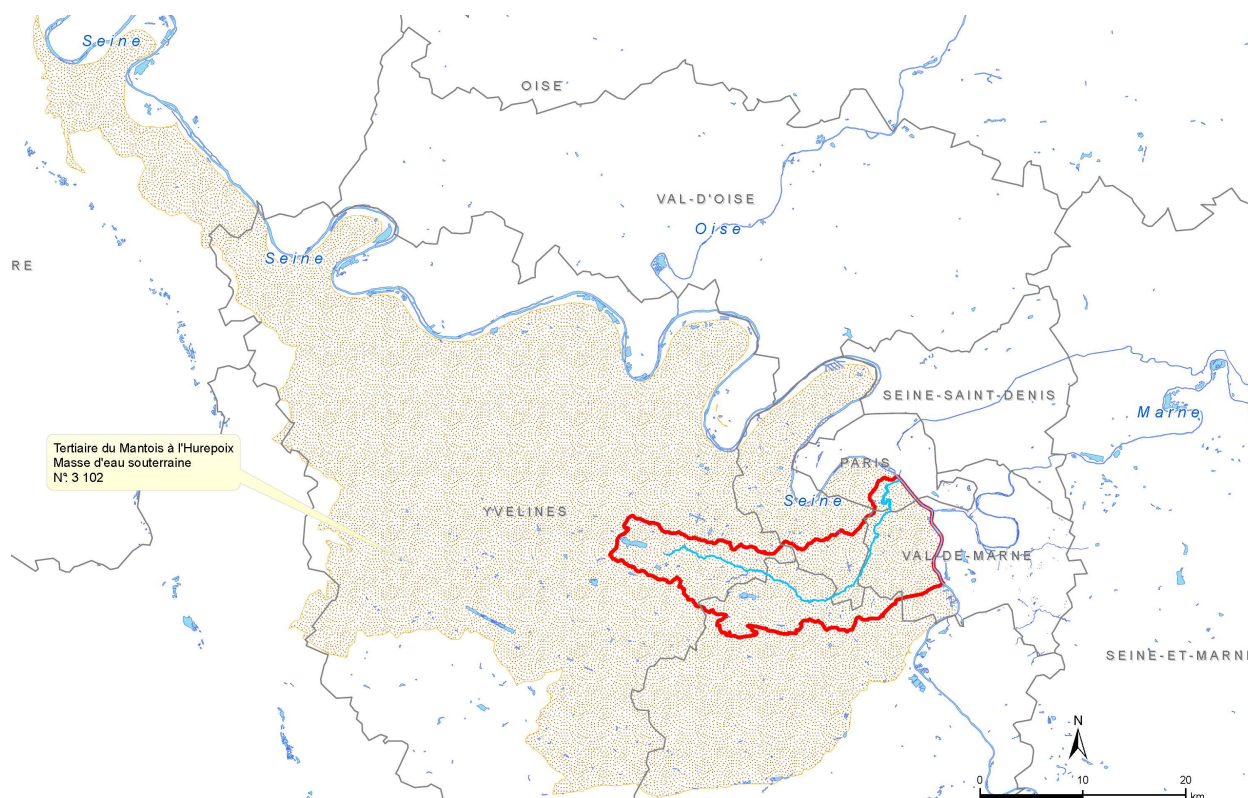 Seine
OISE
VAL-D'OISE
Oise
Seine
RE
SEINE-SAINT-DENIS
Marne
Tertiaire du Mantois à l'Hurepoix
Masse d'eau souterraine
N°: 3 102
PARIS
Seine
YVELINES
VAL-DE-MARNE
SEINE-ET-MARNE
N
0 10 20
km